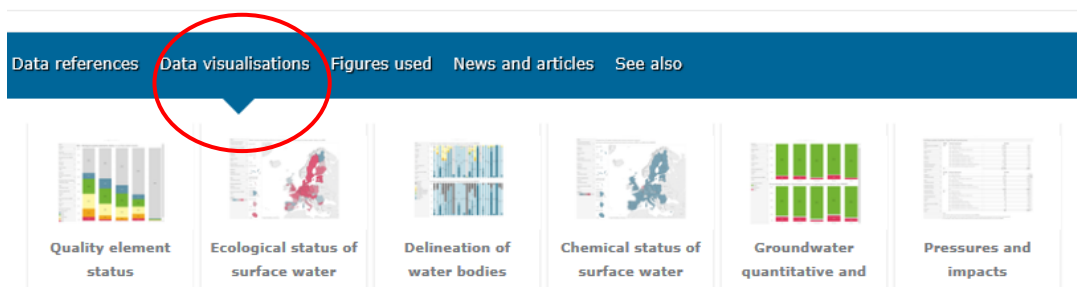 Data references Data visualisations Figures used News and articles See also
Quality element
status
Ecological status of
surface water
Delineation of
water bodies
Chemical status of
surface water
Groundwater
quantitative and
Pressures and
impacts